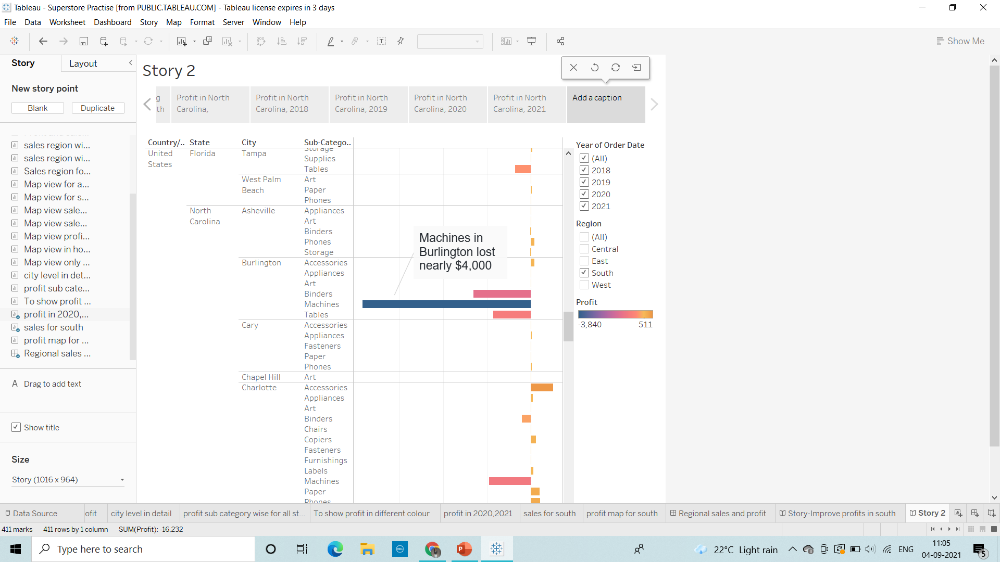 Tableau - Superstore Practise [from PUBLIC.TABLEAU.COM] - Tableau license expires in 3 days
File Data Worksheet Dashboard Story Map Format Server Window Help
Show Me
Story Layout
New story point
Blank Duplicate
sales region wi...
sales region wi...
Sales region fo...
Map view for a...
Map view for s...
Map view sale...
Map view sale...
Map view profi...
Map view in ho...
Map view only ...
city level in det...
profit sub cate...
To show profit ...
profit in 2020,...
sales for south
profit map for ...
Regional sales ...
A Drag to add text
Show title
Size
Story (1016 x 964)
Story 2
g
th
Profit in North
Carolina,
Profit in North
Carolina, 2018
Profit in North
Carolina, 2019
Profit in North
Carolina, 2020
Profit in North
Carolina, 2021
Add a caption
Country/.. State City Sub-Catego..
United
States
Florida
Tampa
Storage
Supplies
Tables
West Palm
Beach
Art
Paper
Phones
North
Carolina
Asheville
Appliances
Art
Binders
Phones
Storage
Burlington
Accessories
Appliances
Art
Binders
Machines
Tables
Cary
Accessories
Appliances
Fasteners
Paper
Phones
Chapel Hill Art
Charlotte
Accessories
Appliances
Art
Binders
Chairs
Copiers
Fasteners
Furnishings
Labels
Machines
Paper
Phones
Machines in
Burlington lost
nearly $4,000
Year of Order Date
(All)
2018
2019
2020
2021
Region
(All)
Central
East
South
West
Profit
-3,840 511
Data Source ofit city level in detail profit sub category wise for all st... To show profit in different colour profit in 2020,2021 sales for south profit map for south Regional sales and profit Story-Improve profits in south Story 2
411 marks 411 rows by 1 column SUM(Profit): -16,232
Type here to search
DELL
P
22°C Light rain
ENG
11:05
04-09-2021
5